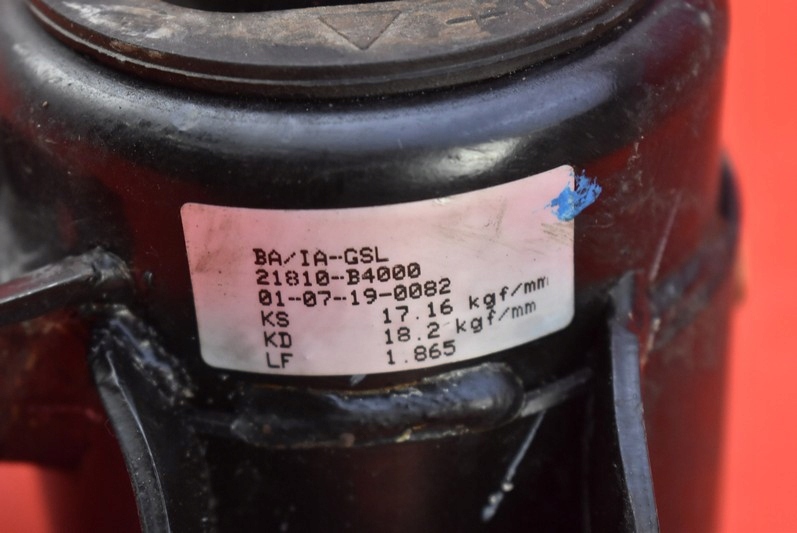 BA/IA-GSL
21810-B4000
01-07-19-0082
KS 17.16 kgf/mm
KD 18.2 kgf/mm
LF 1.865